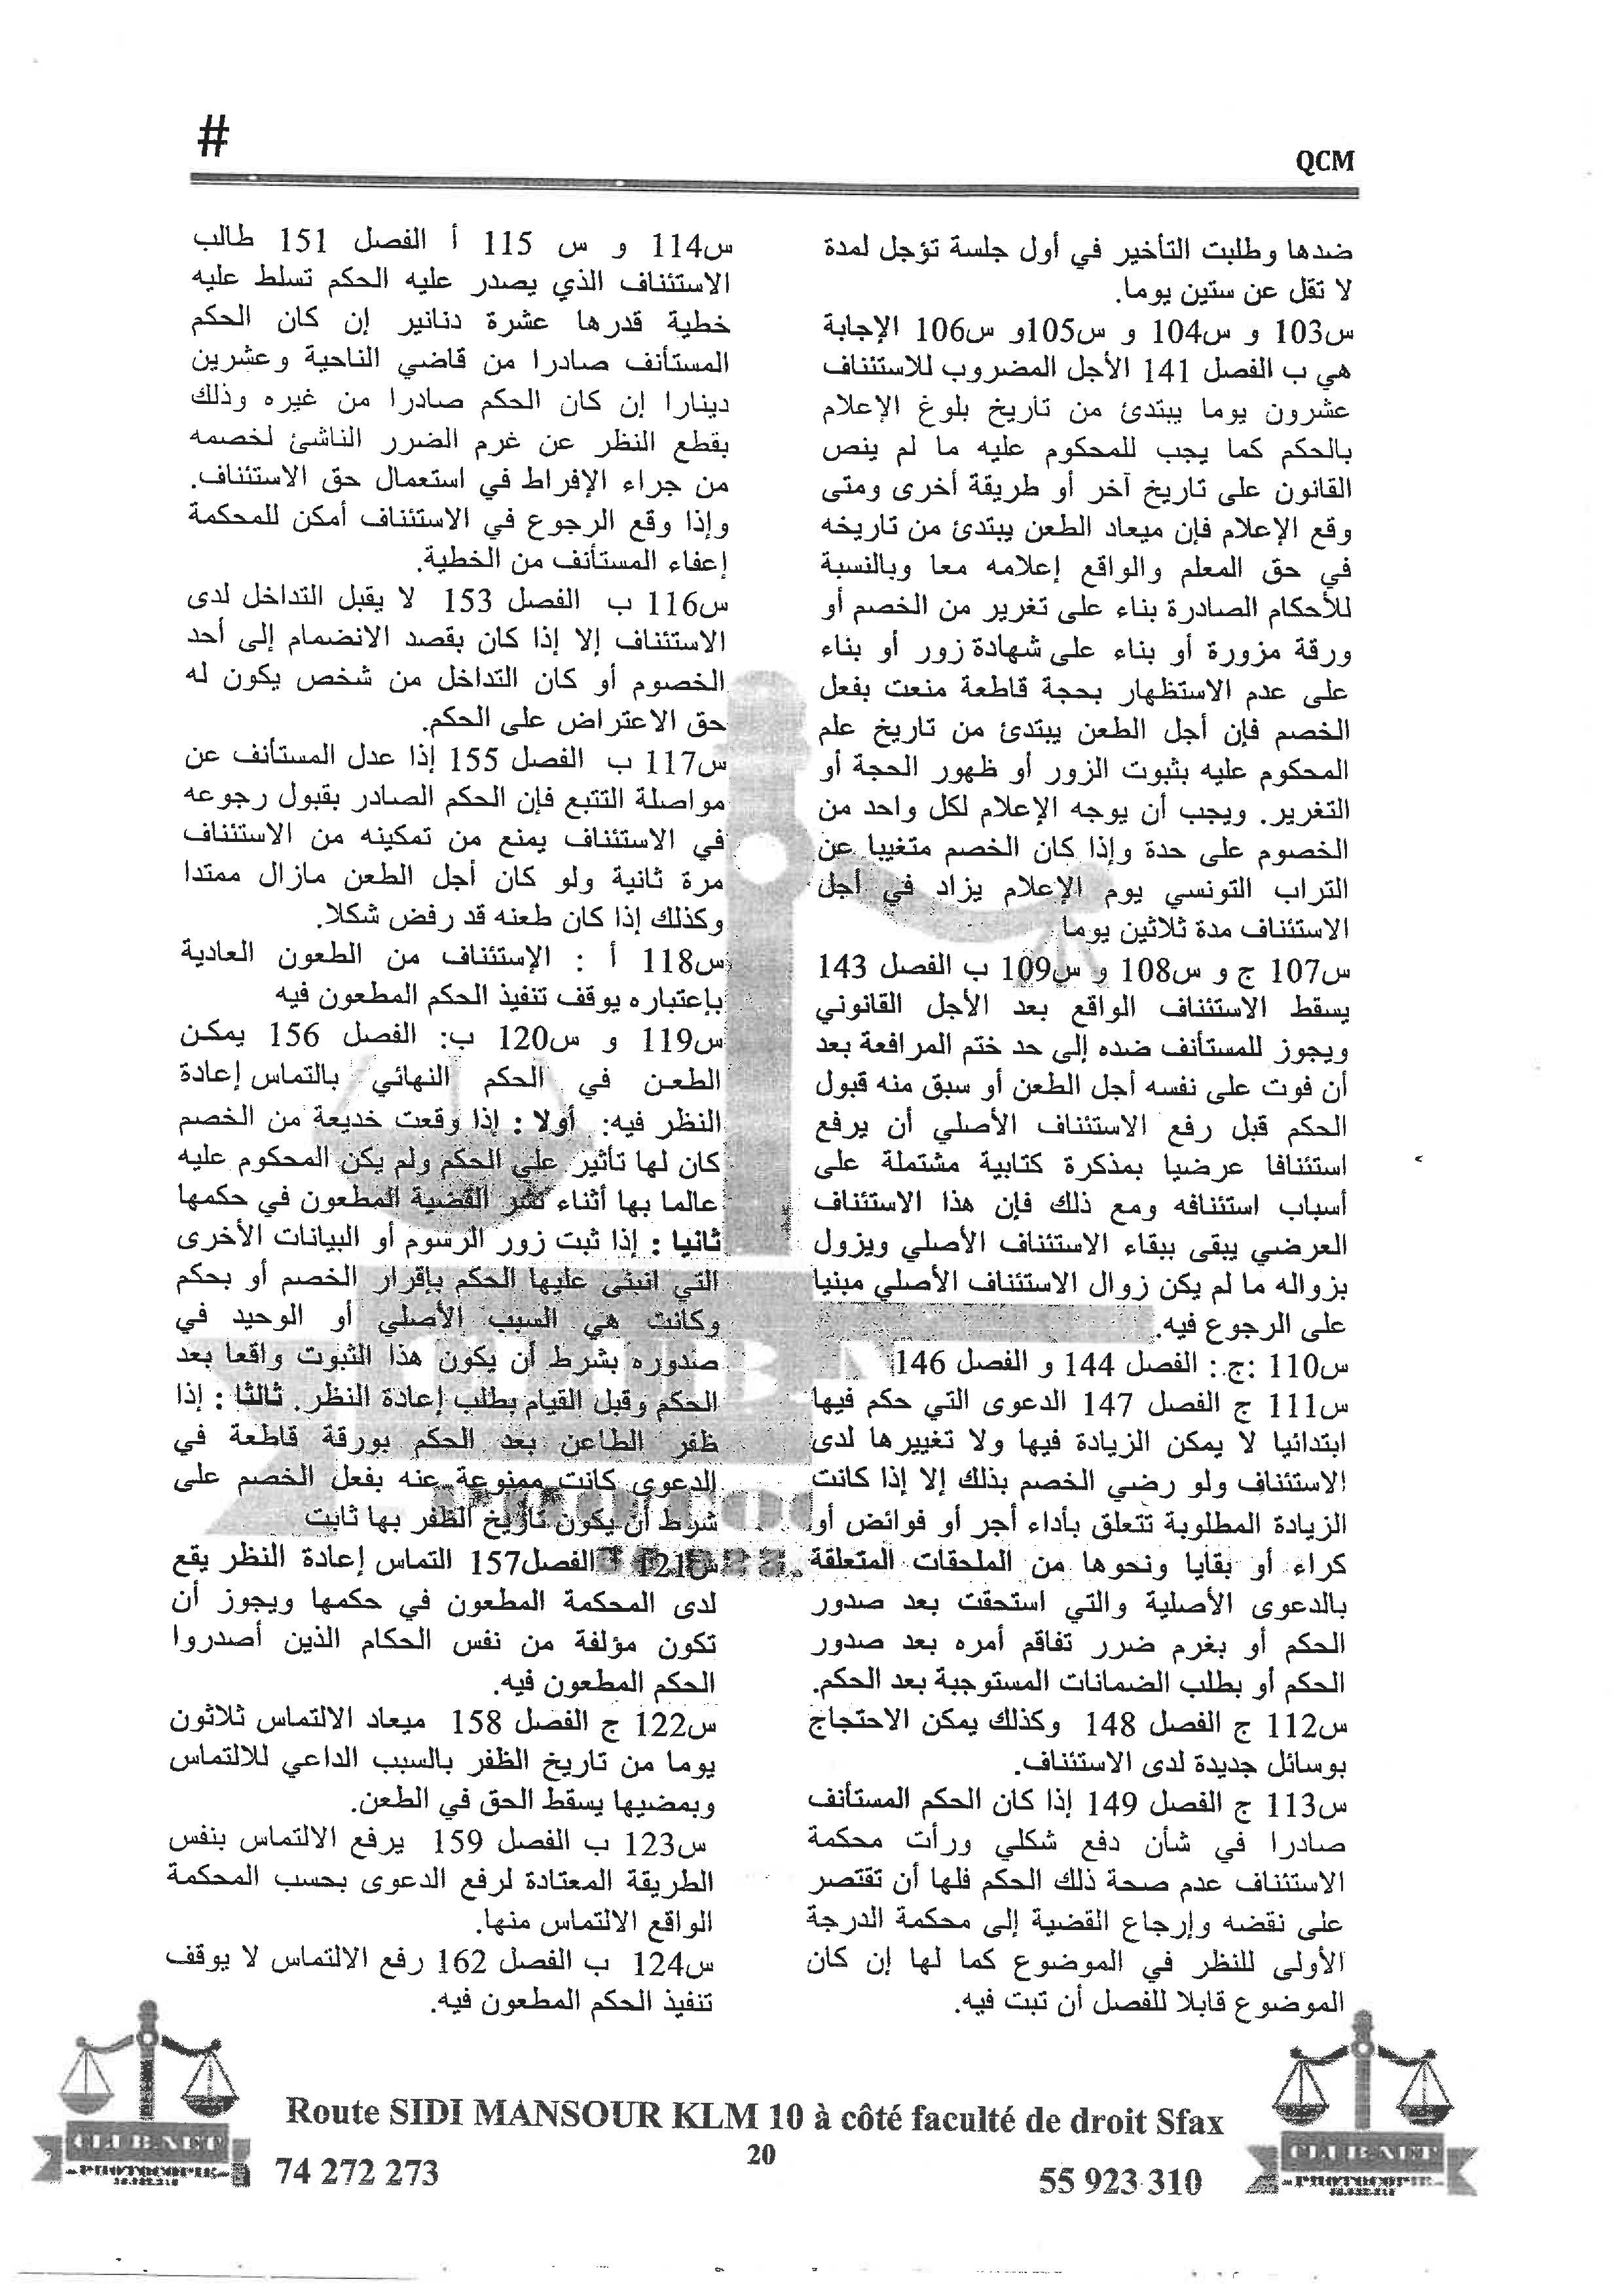 #
QCM
ضدها وطلبت التأخير في أول جلسة تؤجل لمدة
لا تقل عن ستين يوما.
س103 و س104 و س105و س106 الإجابة
هي ب الفصل 141 الأجل المضروب للاستئناف
عشرون يوما يبتدئ من تاريخ بلوغ الإعلام
بالحكم كما يجب للمحكوم عليه ما لم ينص
القانون على تاريخ آخر أو طريقة أخرى ومتى
وقع الإعلام فإن ميعاد الطعن يبتدئ من تاريخه
في حق المعلم والواقع إعلامه معا وبالنسبة
للأحكام الصادرة بناء على تغرير من الخصم أو
ورقة مزورة أو بناء على شهادة زور أو بناء
على عدم الاستظهار بحجة قاطعة منعت بفعل
الخصم فإن أجل الطعن يبتدئ من تاريخ علم
المحكوم عليه بثبوت الزور أو ظهور الحجة أو
التغرير. ويجب أن يوجه الإعلام لكل واحد من
الخصوم على حدة وإذا كان الخصم متغيبا عن
التراب التونسي يوم الإعلام يزاد في أجل
الاستئناف مدة ثلاثين يوما
س107 ج و س108 و س109 ب الفصل 143
يسقط الاستئناف الواقع بعد الأجل القانوني
ويجوز للمستأنف ضده إلى حد ختم المرافعة بعد
أن فوت على نفسه أجل الطعن أو سبق منه قبول
الحكم قبل رفع الاستئناف الأصلي أن يرفع
استئنافا عرضيا بمذكرة كتابية مشتملة على
أسباب استئنافه ومع ذلك فإن هذا الاستئناف
العرضي يبقى ببقاء الاستئناف الأصلي ويزول
بزواله ما لم يكن زوال الاستئناف الأصلي مبنيا
على الرجوع فيه.
س110 :ج.: الفصل 144 و الفصل 146
س111 ج الفصل 147 الدعوى التي حكم فيها
ابتدائيا لا يمكن الزيادة فيها ولا تغييرها لدى
الاستئناف ولو رضي الخصم بذلك إلا إذا كانت
الزيادة المطلوبة تتعلق بأداء أجر أو فوائض أو
كراء أو بقايا ونحوها من الملحقات المتعلقة
بالدعوى الأصلية والتي استحقت بعد صدور
الحكم أو بغرم ضرر تفاقم أمره بعد صدور
الحكم أو بطلب الضمانات المستوجبة بعد الحكم.
س112 ج الفصل 148 وكذلك يمكن الاحتجاج
بوسائل جديدة لدى الاستئناف.
س113 ج الفصل 149 إذا كان الحكم المستأنف
صادرا في شأن دفع شكلي ورأت محكمة
الاستئناف عدم صحة ذلك الحكم فلها أن تقتصر
على نقضه وإرجاع القضية إلى محكمة الدرجة
الأولى للنظر في الموضوع كما لها إن كان
الموضوع قابلا للفصل أن تبت فيه.
س114 و س 115 أ الفصل 151 طالب
الاستئناف الذي يصدر عليه الحكم تسلط عليه
خطية قدرها عشرة دنانير إن كان الحكم
المستأنف صادرا من قاضي الناحية وعشرين
دينارا إن كان الحكم صادرا من غيره وذلك
بقطع النظر عن غرم الضرر الناشئ لخصمه
من جراء الإفراط في استعمال حق الاستئناف.
وإذا وقع الرجوع في الاستئناف أمكن للمحكمة
إعفاء المستأنف من الخطية.
س116 ب الفصل 153 لا يقبل التداخل لدى
الاستئناف إلا إذا كان بقصد الانضمام إلى أحد
الخصوم أو كان التداخل من شخص يكون له
حق الاعتراض على الحكم.
س117 ب الفصل 155 إذا عدل المستأنف عن
مواصلة التتبع فإن الحكم الصادر بقبول رجوعه
في الاستئناف يمنع من تمكينه من الاستئناف
مرة ثانية ولو كان أجل الطعن مازال ممتدا
وكذلك إذا كان طعنه قد رفض شكلا.
س118 أ : الإستئناف من الطعون العادية
بإعتباره يوقف تنفيذ الحكم المطعون فيه
س119 و س120 ب: الفصل 156 يمكن
الطعن في الحكم النهائي بالتماس إعادة
النظر فيه: أولا : إذا وقعت خديعة من الخصم
كان لها تأثير على الحكم ولم يكن المحكوم عليه
عالما بها أثناء نشر القضية المطعون في حكمها
ثانيا : إذا ثبت زور الرسوم أو البيانات الأخرى
التي انبنى عليها الحكم بإقرار الخصم أو بحكم
وكانت هي السبب الأصلي أو الوحيد في
صدوره بشرط أن يكون هذا الثبوت واقعا بعد
الحكم وقبل القيام بطلب إعادة النظر. ثالثا : إذا
ظفر الطاعن بعد الحكم بورقة قاطعة في
الدعوى كانت ممنوعة عنه بفعل الخصم على
شرط أن يكون تاريخ الظفر بها ثابت
س121 الفصل157 التماس إعادة النظر يقع
لدى المحكمة المطعون في حكمها ويجوز أن
تكون مؤلفة من نفس الحكام الذين أصدروا
الحكم المطعون فيه.
س122 ج الفصل 158 ميعاد الالتماس ثلاثون
يوما من تاريخ الظفر بالسبب الداعي للالتماس
وبمضيها يسقط الحق في الطعن.
س123 ب الفصل 159 يرفع الالتماس بنفس
الطريقة المعتادة لرفع الدعوى بحسب المحكمة
الواقع الالتماس منها.
س124 ب الفصل 162 رفع الالتماس لا يوقف
تنفيذ الحكم المطعون فيه.
Route SIDI MANSOUR KLM 10 à côté faculté de droit Sfax
20
74 272 273
55 923 310
CLUB.NET
-PHOTOCOPIE-
CLUB.NET
-PHOTOCOPIE-